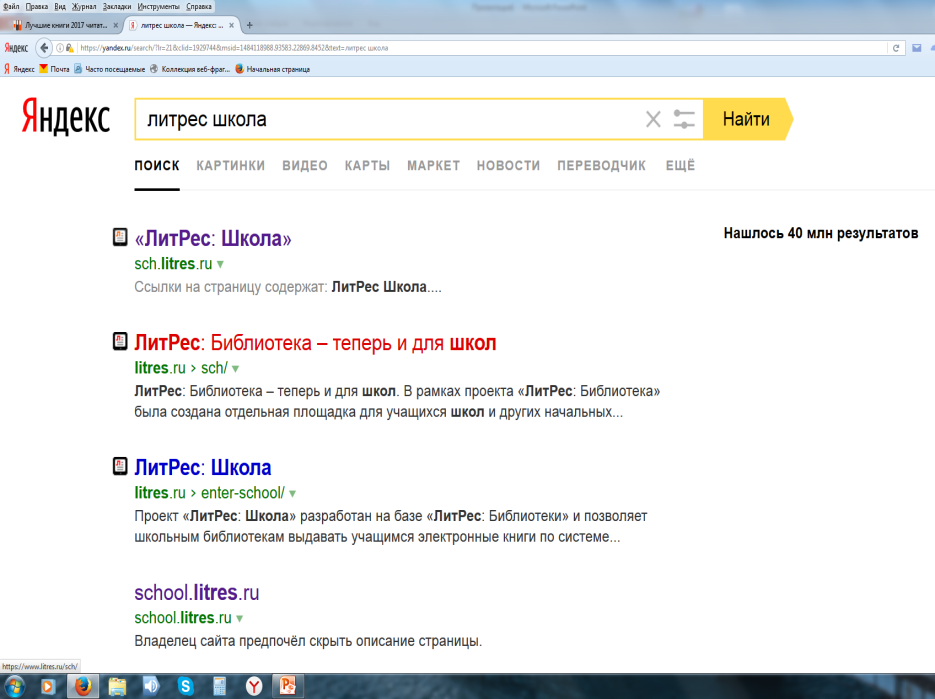 Файл Правка Вид Журнал Закладки Инструменты Справка
Лучшие книги 2017 читат... × литрес школа — Яндекс: ... × +
Яндекс https://yandex.ru/search/?lr=21&clid=1929744&msid=1484118988.93583.22869.8452&text=литрес школа
Яндекс Почта Часто посещаемые Коллекция веб-фраг... Начальная страница
Яндекс литрес школа Найти
ПОИСК КАРТИНКИ ВИДЕО КАРТЫ МАРКЕТ НОВОСТИ ПЕРЕВОДЧИК ЕЩЁ
Нашлось 40 млн результатов
«ЛитРес: Школа»
sch.litres.ru
Ссылки на страницу содержат: ЛитРес Школа....
ЛитРес: Библиотека – теперь и для школ
litres.ru › sch/
ЛитРес: Библиотека – теперь и для школ. В рамках проекта «ЛитРес: Библиотека»
была создана отдельная площадка для учащихся школ и других начальных...
ЛитРес: Школа
litres.ru › enter-school/
Проект «ЛитРес: Школа» разработан на базе «ЛитРес: Библиотеки» и позволяет
школьным библиотекам выдавать учащимся электронные книги по системе...
school.litres.ru
school.litres.ru
Владелец сайта предпочёл скрыть описание страницы.
https://www.litres.ru/sch/